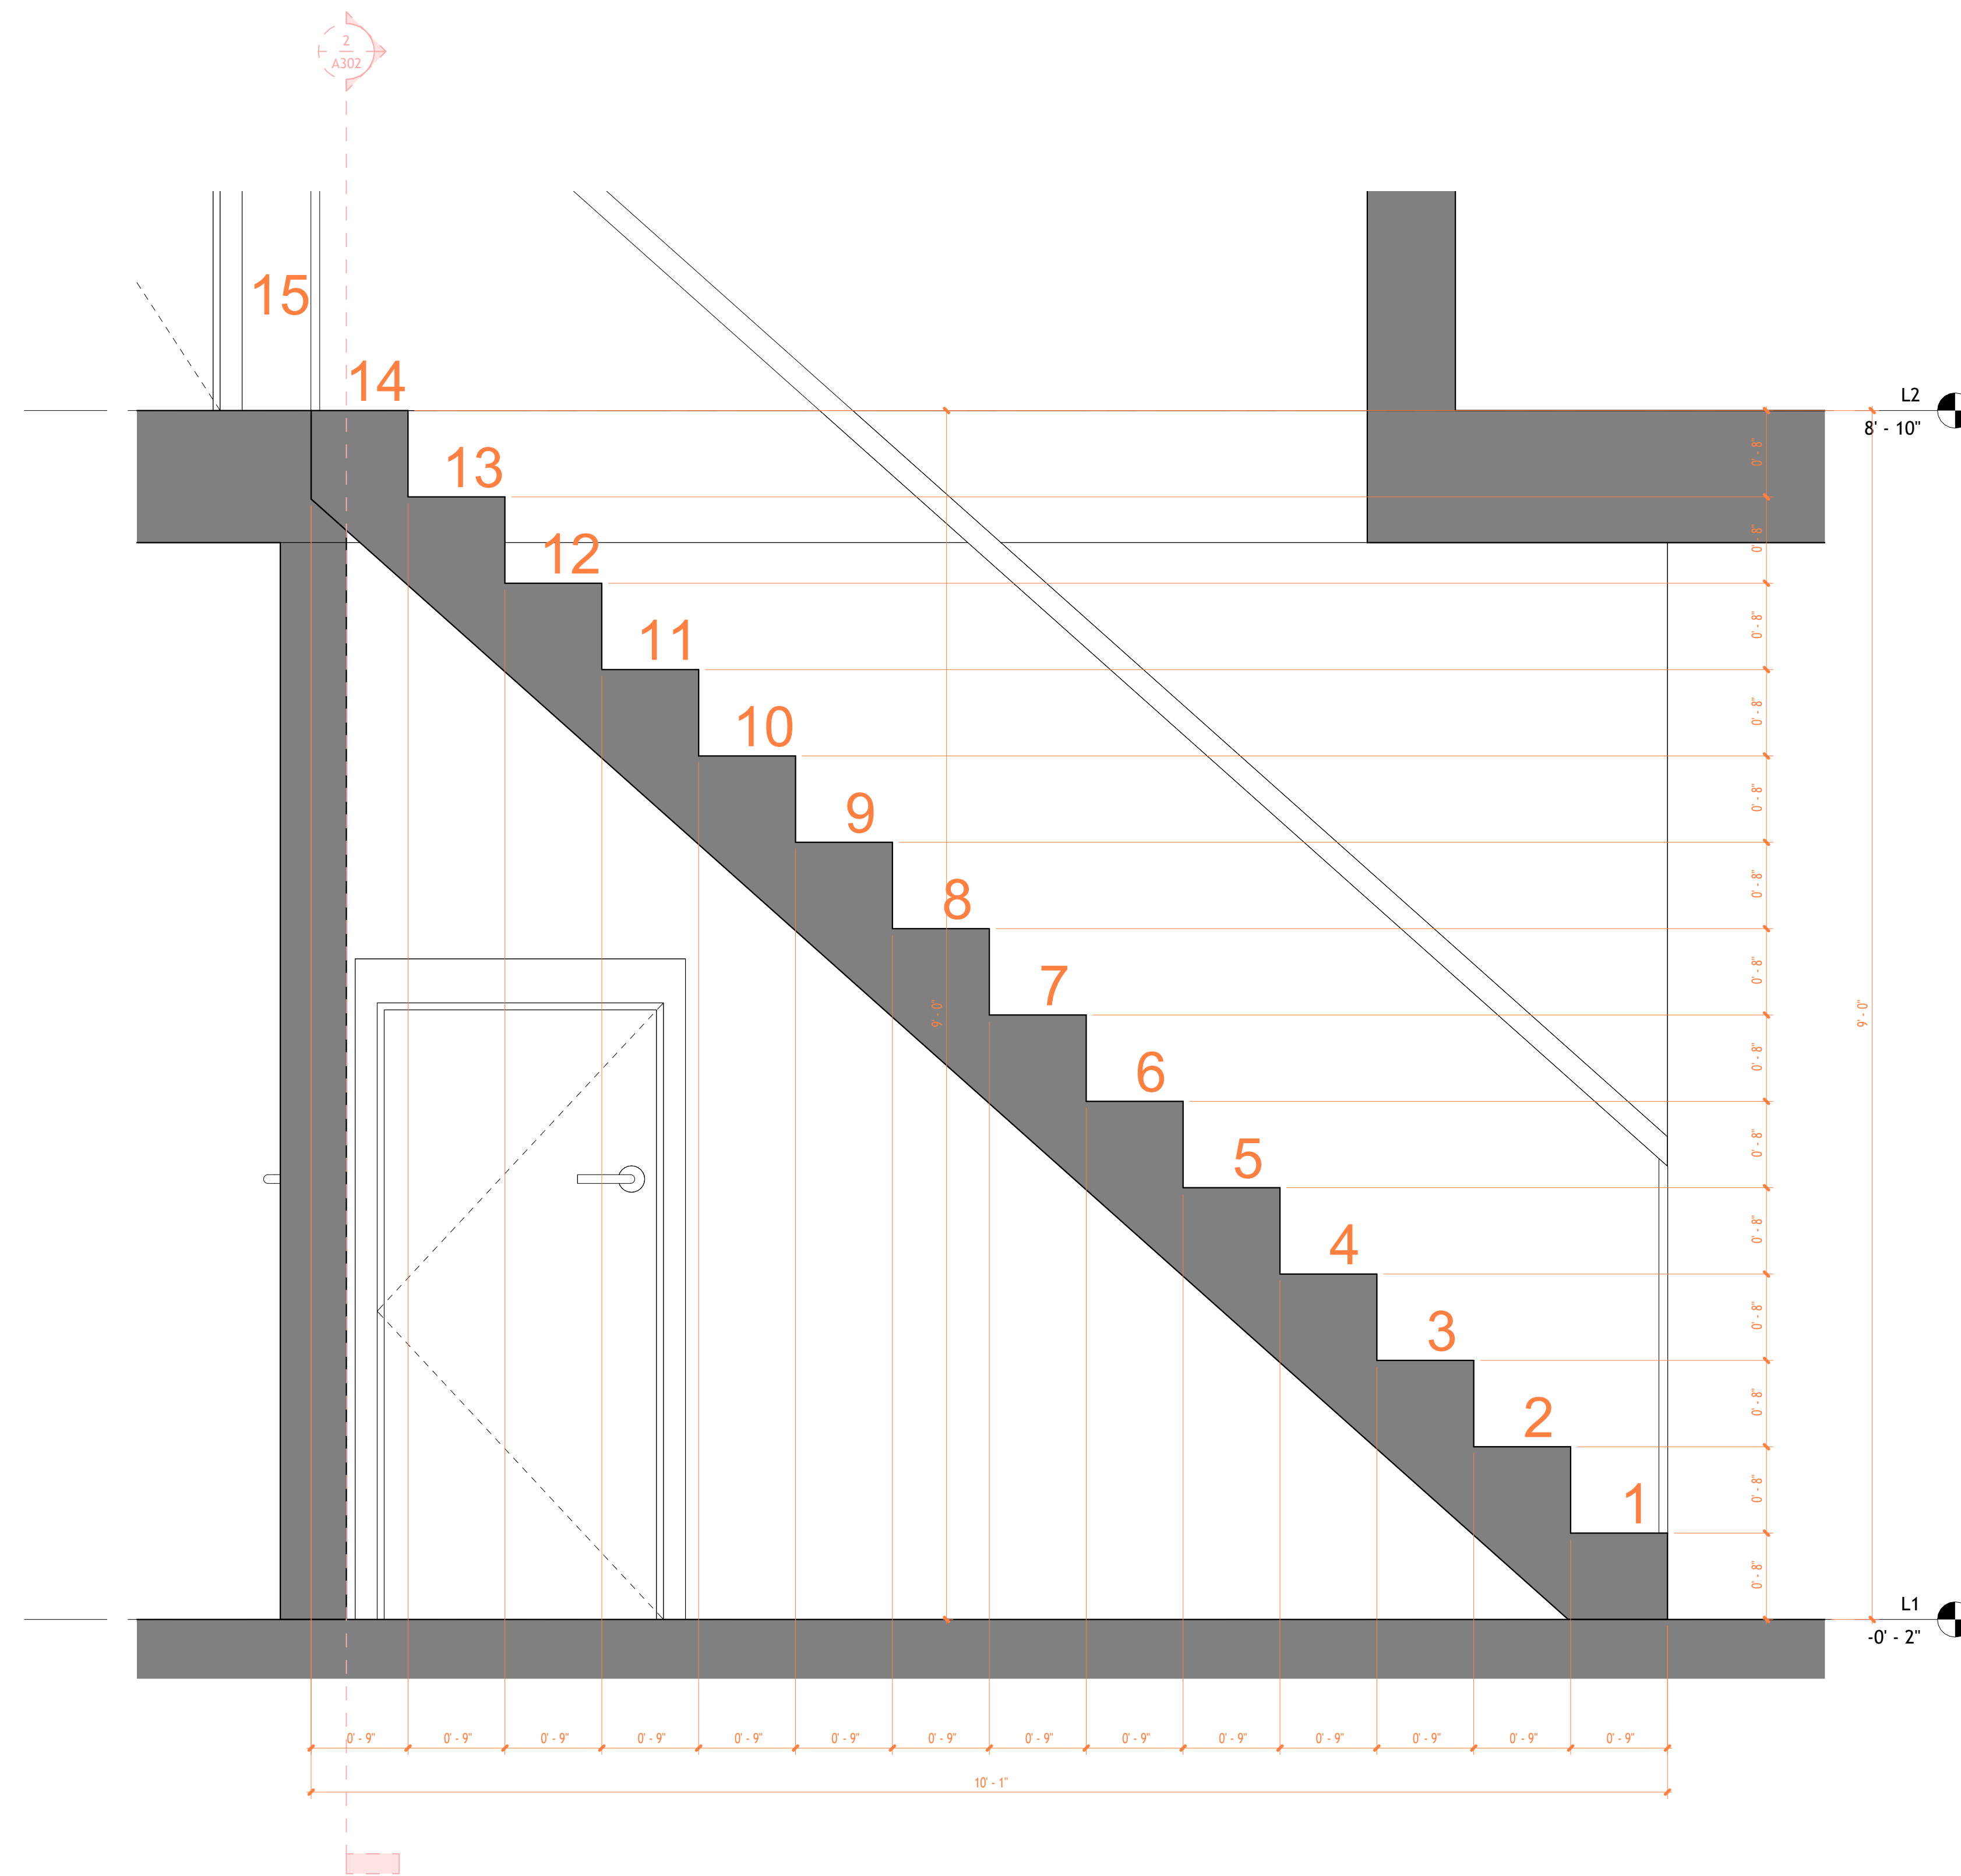 2
A302
15
14
L2
8' - 10"
0' - 8"
13
0' - 8"
12
0' - 8"
11
0' - 8"
10
0' - 8"
9
0' - 8"
8
0' - 8"
7
9' - 0"
9' - 0"
0' - 8"
6
0' - 8"
5
0' - 8"
4
0' - 8"
3
0' - 8"
2
0' - 8"
1
0' - 8"
L1
-0' - 2"
0' - 9"
0' - 9"
0' - 9"
0' - 9"
0' - 9"
0' - 9"
0' - 9"
0' - 9"
0' - 9"
0' - 9"
0' - 9"
0' - 9"
0' - 9"
0' - 9"
10' - 1"